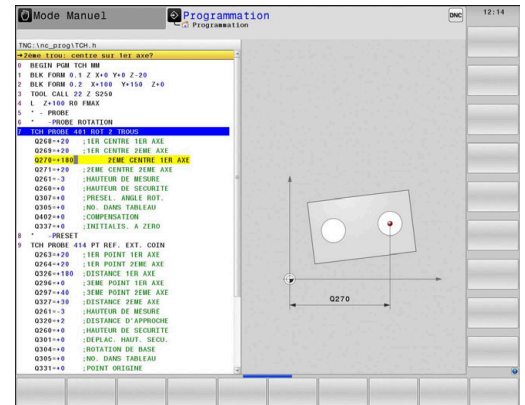 Mode Manuel
Programmation
Programmation
DNC
12:14
TNC:\nc_prog\TCH.h
→2ème trou: centre sur 1er axe?
0 BEGIN PGM TCH MM
1 BLK FORM 0.1 Z X+0 Y+0 Z-20
2 BLK FORM 0.2 X+100 Y+150 Z+0
3 TOOL CALL 22 Z S250
4 L Z+100 R0 FMAX
5 * - PROBE
6 * -PROBE ROTATION
7 TCH PROBE 401 ROT 2 TROUS
Q268=+20 ;1ER CENTRE 1ER AXE
Q269=+20 ;1ER CENTRE 2EME AXE
Q270=+180 2EME CENTRE 1ER AXE
Q271=+20 ;2EME CENTRE 2EME AXE
Q261=-3 ;HAUTEUR DE MESURE
Q260=+0 ;HAUTEUR DE SECURITE
Q307=+0 ;PRESEL. ANGLE ROT.
Q305=+0 ;NO. DANS TABLEAU
Q402=+0 ;COMPENSATION
Q337=+0 ;INITIALIS. A ZERO
8 * -PRESET
9 TCH PROBE 414 PT REF. EXT. COIN
Q263=+20 ;1ER POINT 1ER AXE
Q264=+20 ;1ER POINT 2EME AXE
Q326=+180 ;DISTANCE 1ER AXE
Q296=+0 ;3EME POINT 1ER AXE
Q297=+40 ;3EME POINT 2EME AXE
Q327=+30 ;DISTANCE 2EME AXE
Q261=-3 ;HAUTEUR DE MESURE
Q320=+2 ;DISTANCE D'APPROCHE
Q260=+0 ;HAUTEUR DE SECURITE
Q301=+0 ;DEPLAC. HAUT. SECU.
Q304=+0 ;ROTATION DE BASE
Q305=+0 ;NO. DANS TABLEAU
Q331=+0 ;POINT ORIGINE
Q270